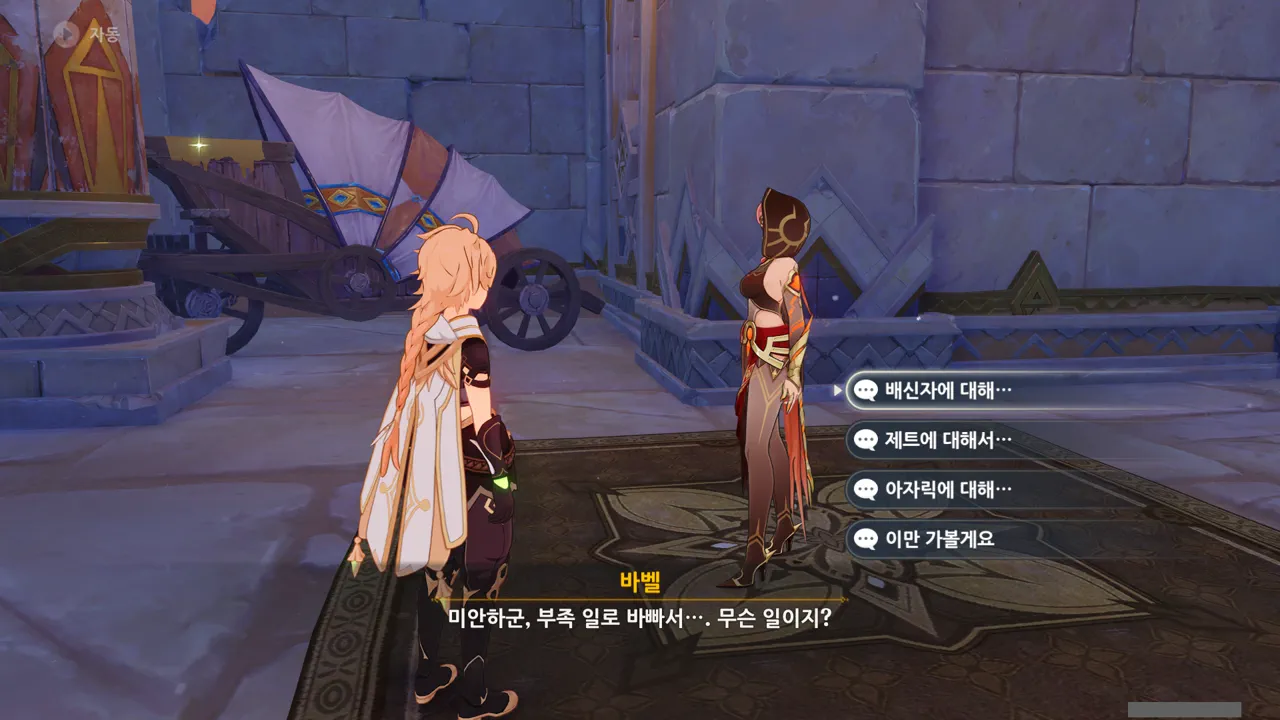 자동
배신자에 대해…
제트에 대해서…
아자릭에 대해…
이만 가볼게요
바벨
미안하군, 부족 일로 바빠서…. 무슨 일이지?